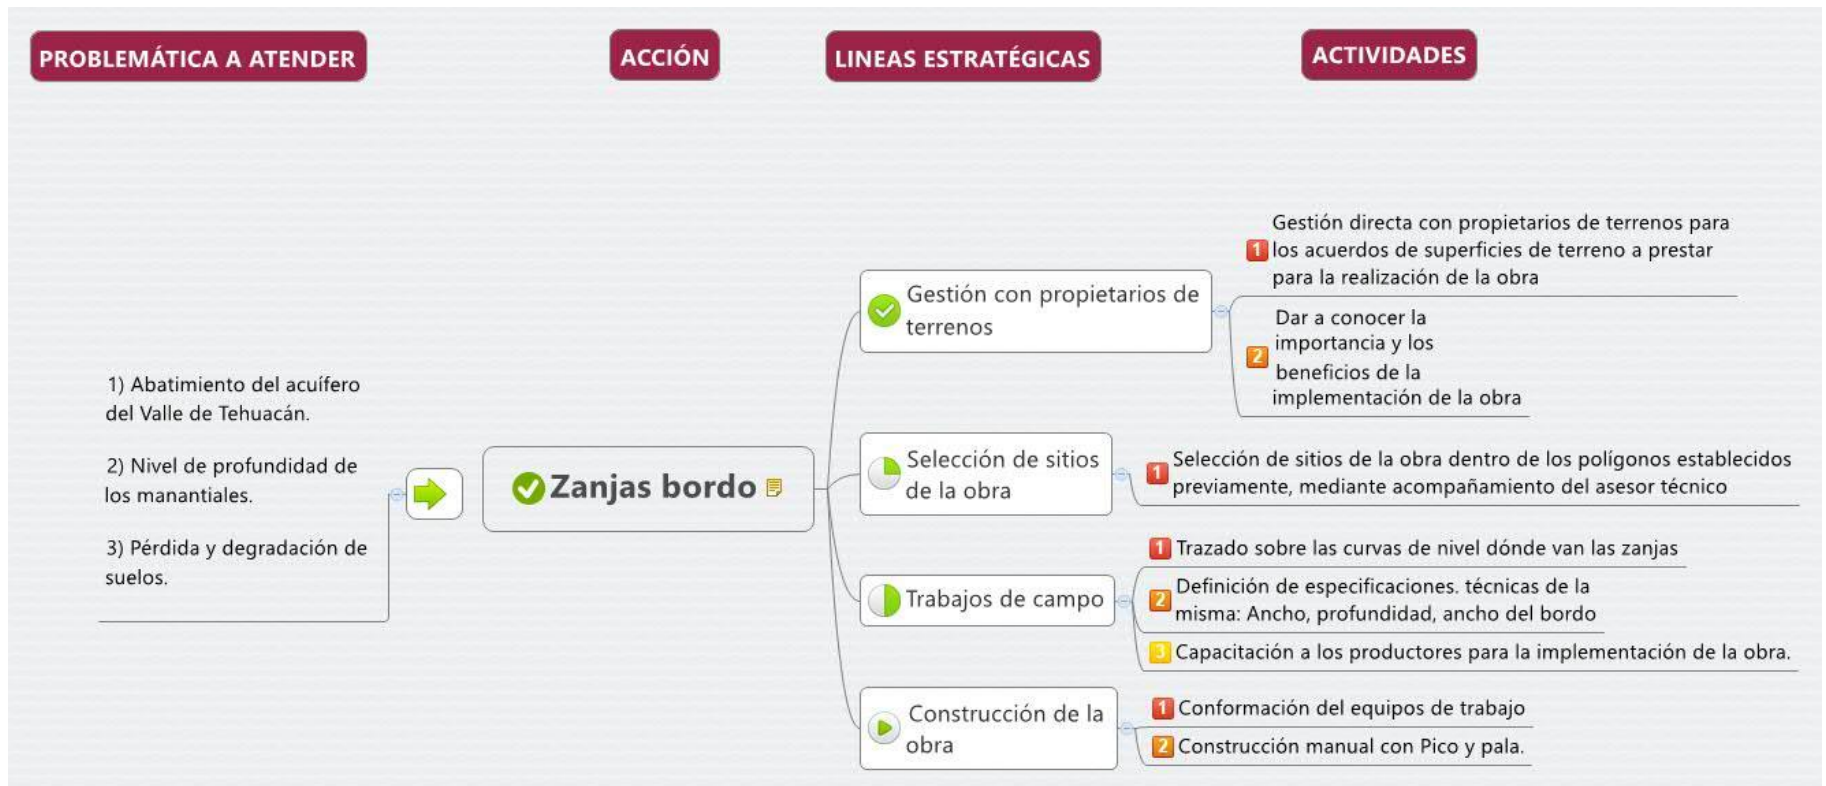 PROBLEMÁTICA A ATENDER
ACCIÓN
LINEAS ESTRATÉGICAS
ACTIVIDADES
1) Abatimiento del acuífero
del Valle de Tehuacán.
2) Nivel de profundidad de
los manantiales.
3) Pérdida y degradación de
suelos.
Zanjas bordo
Gestión con propietarios de
terrenos
1 Gestión directa con propietarios de terrenos para
los acuerdos de superficies de terreno a prestar
para la realización de la obra
2 Dar a conocer la
importancia y los
beneficios de la
implementación de la obra
Selección de sitios
de la obra
1 Selección de sitios de la obra dentro de los polígonos establecidos
previamente, mediante acompañamiento del asesor técnico
Trabajos de campo
1 Trazado sobre las curvas de nivel dónde van las zanjas
2 Definición de especificaciones. técnicas de la
misma: Ancho, profundidad, ancho del bordo
3 Capacitación a los productores para la implementación de la obra.
Construcción de la
obra
1 Conformación del equipos de trabajo
2 Construcción manual con Pico y pala.